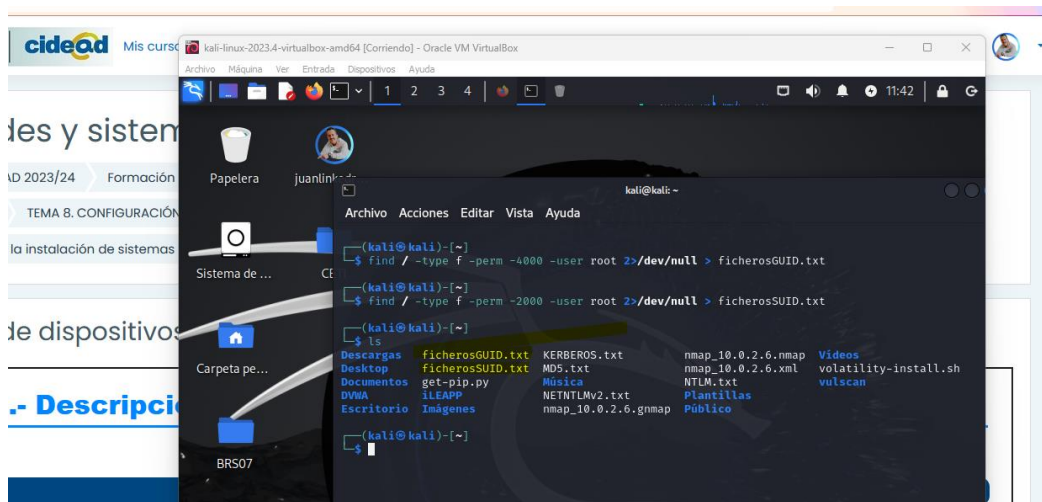 cidead Mis curso
kali-linux-2023.4-virtualbox-amd64 [Corriendo] - Oracle VM VirtualBox
Archivo Máquina Ver Entrada Dispositivos Ayuda
1 2 3 4 11:42
des y sistem
AD 2023/24 Formación
TEMA 8. CONFIGURACIÓN
la instalación de sistemas
de dispositivos
.- Descripci
Papelera
Sistema de ...
Carpeta pe...
BRS07
kali@kali: ~
Archivo Acciones Editar Vista Ayuda
(kali㉿kali)-[~]
$ find / -type f -perm -4000 -user root 2>/dev/null > ficherosGUID.txt
(kali㉿kali)-[~]
$ find / -type f -perm -2000 -user root 2>/dev/null > ficherosSUID.txt
(kali㉿kali)-[~]
$ ls
Descargas ficherosGUID.txt KERBEROS.txt nmap_10.0.2.6.nmap Vídeos
Desktop ficherosSUID.txt MD5.txt nmap_10.0.2.6.xml volatility-install.sh
Documentos get-pip.py Música NTLM.txt vulscan
DVWA iLEAPP NETNTLMv2.txt Plantillas
Escritorio Imágenes nmap_10.0.2.6.gnmap Público
(kali㉿kali)-[~]
$